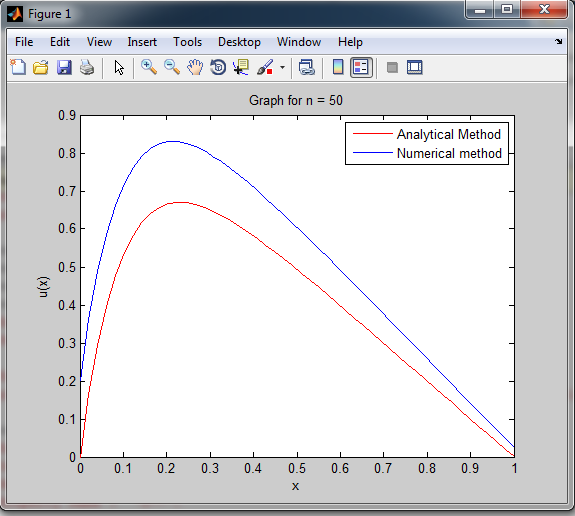 Figure 1
File Edit View Insert Tools Desktop Window Help
Graph for n = 50
Analytical Method
Numerical method
0.9
0.8
0.7
0.6
0.5
0.4
0.3
0.2
0.1
0
u(x)
0 0.1 0.2 0.3 0.4 0.5 0.6 0.7 0.8 0.9 1
x